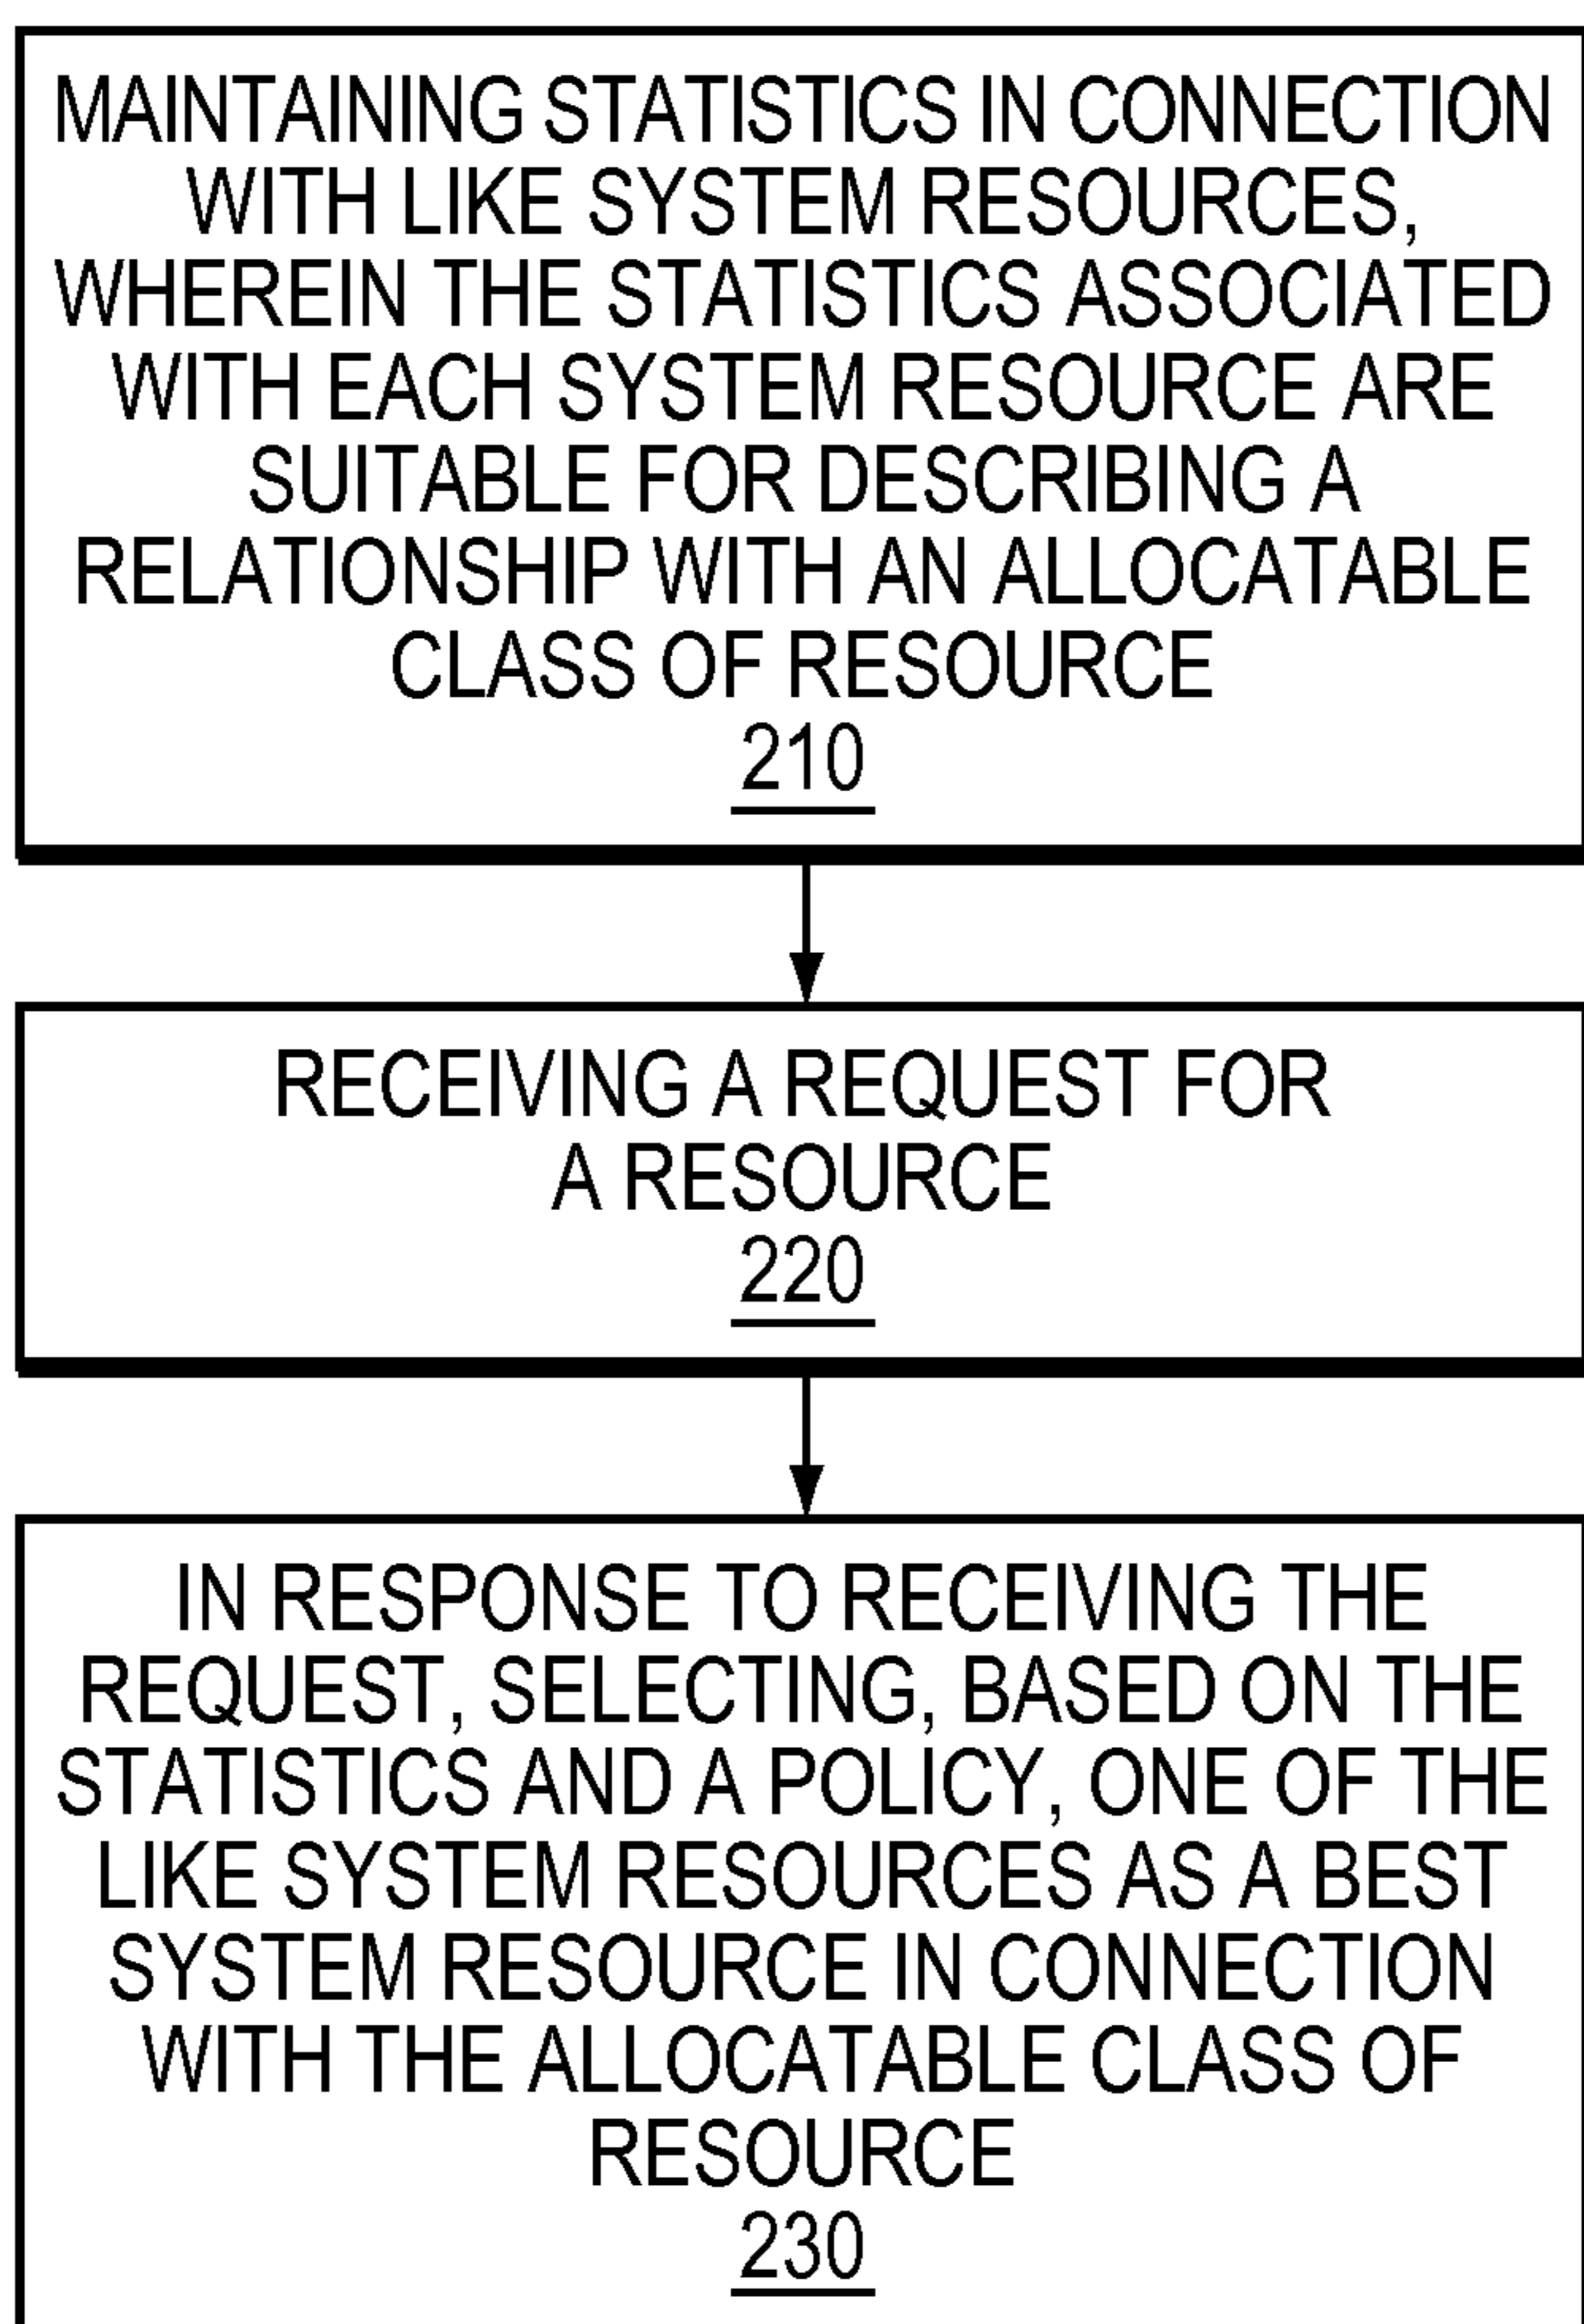 MAINTAINING STATISTICS IN CONNECTION
WITH LIKE SYSTEM RESOURCES,
WHEREIN THE STATISTICS ASSOCIATED
WITH EACH SYSTEM RESOURCE ARE
SUITABLE FOR DESCRIBING A
RELATIONSHIP WITH AN ALLOCATABLE
CLASS OF RESOURCE
210
RECEIVING A REQUEST FOR
A RESOURCE
220
IN RESPONSE TO RECEIVING THE
REQUEST, SELECTING, BASED ON THE
STATISTICS AND A POLICY, ONE OF THE
LIKE SYSTEM RESOURCES AS A BEST
SYSTEM RESOURCE IN CONNECTION
WITH THE ALLOCATABLE CLASS OF
RESOURCE
230